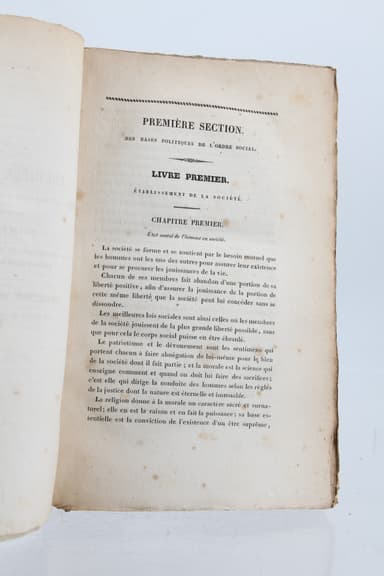 PREMIÈRE SECTION.
DES BASES POLITIQUES DE L'ORDRE SOCIAL.
LIVRE PREMIER.
ÉTABLISSEMENT DE LA SOCIÉTÉ.
CHAPITRE PREMIER.
État moral de l'homme en société.
La société se forme et se soutient par le besoin mutuel que
les hommes ont les uns des autres pour assurer leur existence
et pour se procurer les jouissances de la vie.
Chacun de ses membres fait abandon d'une portion de sa
liberté positive, afin d'assurer la jouissance de la portion de
cette même liberté que la société peut lui concéder sans se
dissoudre.
Les meilleures lois sociales sont ainsi celles où les membres
de la société jouissent de la plus grande liberté possible, sans
que pour cela le corps social puisse en être ébranlé.
Le patriotisme et le dévouement sont les sentimens qui
portent chacun à faire abnégation de lui-même pour le bien
de la société dont il fait partie; et la morale est la science qui
enseigne comment et quand on doit lui faire des sacrifices;
c'est elle qui dirige la conduite des hommes selon les règles
de la justice dont la nature est éternelle et immuable.
La religion donne à la morale un caractère sacré et surna-
turel; elle en est la raison et en fait la puissance; sa base es-
sentielle est la conviction de l'existence d'un être suprême,